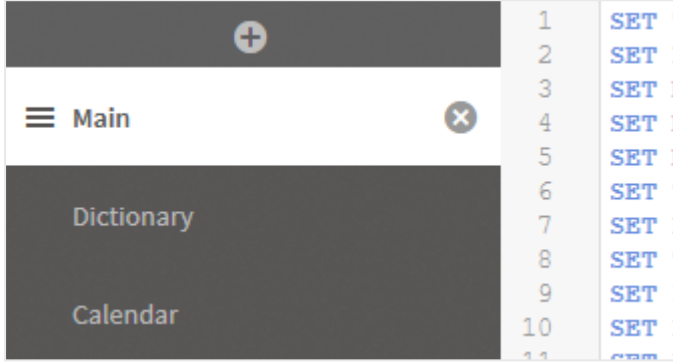 Main
Dictionary
Calendar
1 SET
2 SET
3 SET
4 SET
5 SET
6 SET
7 SET
8 SET
9 SET
10 SET